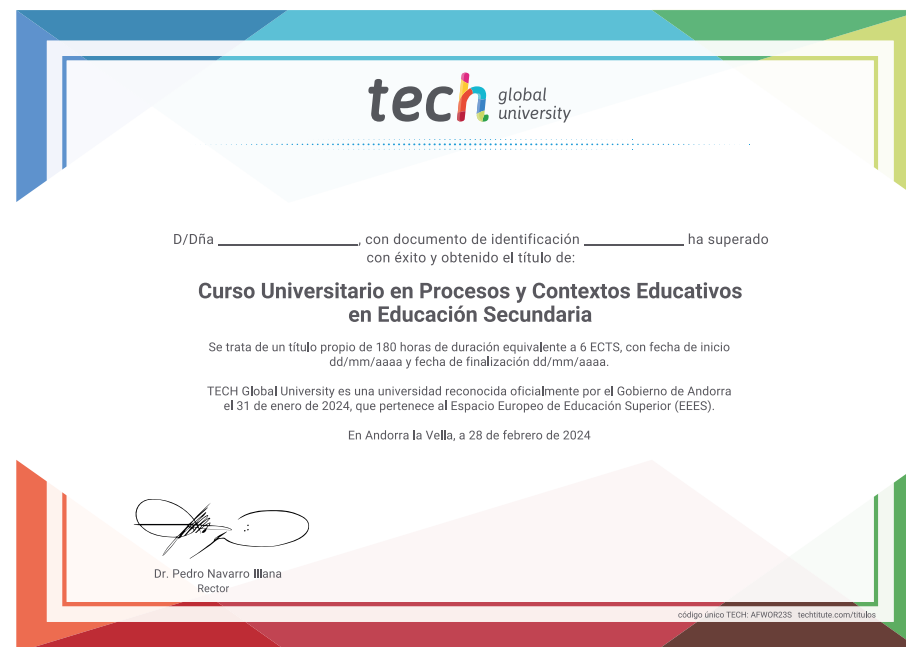 tech global university
D/Dña ________________, con documento de identificación ____________ ha superado
con éxito y obtenido el título de:
Curso Universitario en Procesos y Contextos Educativos
en Educación Secundaria
Se trata de un título propio de 180 horas de duración equivalente a 6 ECTS, con fecha de inicio
dd/mm/aaaa y fecha de finalización dd/mm/aaaa.
TECH Global University es una universidad reconocida oficialmente por el Gobierno de Andorra
el 31 de enero de 2024, que pertenece al Espacio Europeo de Educación Superior (EEES).
En Andorra la Vella, a 28 de febrero de 2024
Dr. Pedro Navarro Illana
Rector
código único TECH: AFWOR23S techtitute.com/titulos